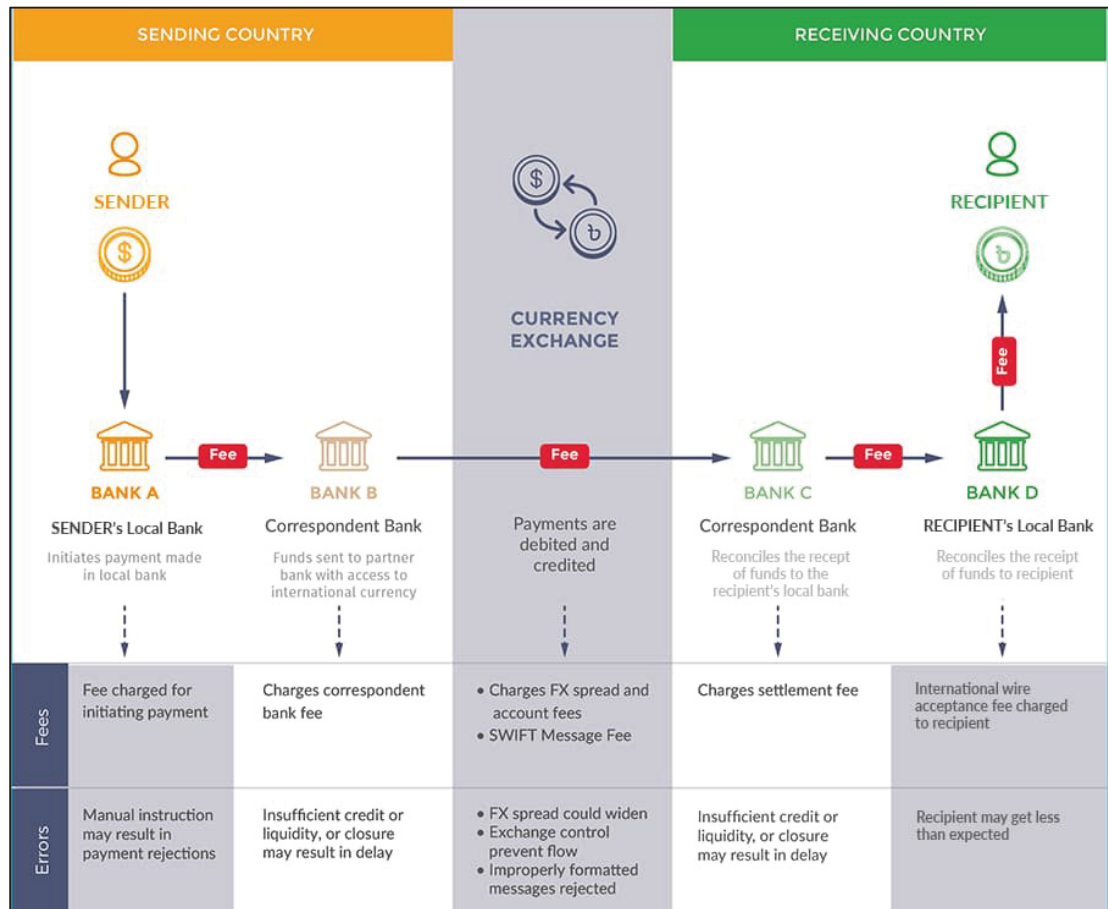 SENDING COUNTRY
RECEIVING COUNTRY
SENDER
$
$
৳
CURRENCY
EXCHANGE
RECIPIENT
৳
Fee
Fee
Fee
Fee
BANK A
SENDER's Local Bank
Initiates payment made
in local bank
BANK B
Correspondent Bank
Funds sent to partner
bank with access to
international currency
Payments are
debited and
credited
BANK C
Correspondent Bank
Reconciles the recept
of funds to the
recipient's local bank
BANK D
RECIPIENT's Local Bank
Reconciles the receipt
of funds to recipient
Fees
Fee charged for
initiating payment
Charges correspondent
bank fee
• Charges FX spread and
account fees
• SWIFT Message Fee
Charges settlement fee
International wire
acceptance fee charged
to recipient
Errors
Manual instruction
may result in
payment rejections
Insufficient credit or
liquidity, or closure
may result in delay
• FX spread could widen
• Exchange control
prevent flow
• Improperly formatted
messages rejected
Insufficient credit or
liquidity, or closure
may result in delay
Recipient may get less
than expected